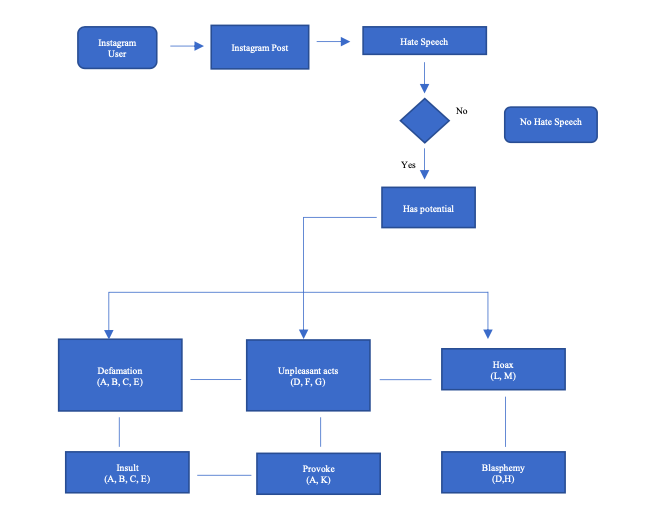 Instagram
User
Instagram Post
Hate Speech
No
No Hate Speech
Yes
Has potential
Defamation
(A, B, C, E)
Unpleasant acts
(D, F, G)
Hoax
(L, M)
Insult
(A, B, C, E)
Provoke
(A, K)
Blasphemy
(D,H)